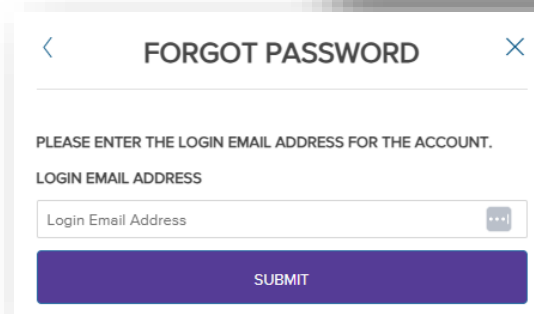 FORGOT PASSWORD
PLEASE ENTER THE LOGIN EMAIL ADDRESS FOR THE ACCOUNT.
LOGIN EMAIL ADDRESS
Login Email Address
SUBMIT